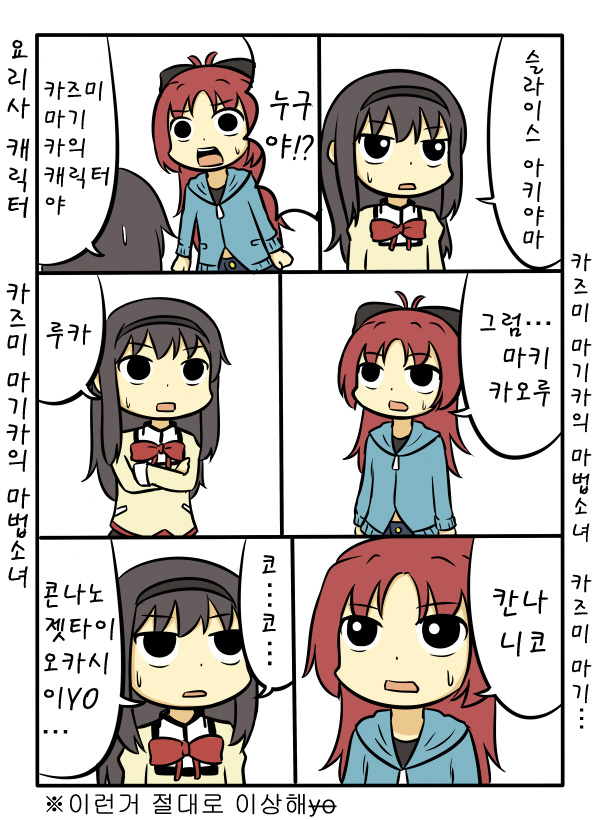 슬라이스 아키야마
누구
야!?
카즈미
마기
카의
캐릭터
야
요리사 캐릭터
그럼…
마키
카오루
카즈미 마기카의 마법소녀
루카
카즈미 마기카의 마법소녀
칸나
니코
카즈미 마기…
코…코…
콘나노
젯타이
오카시
이YO
…
※이런거 절대로 이상해yo